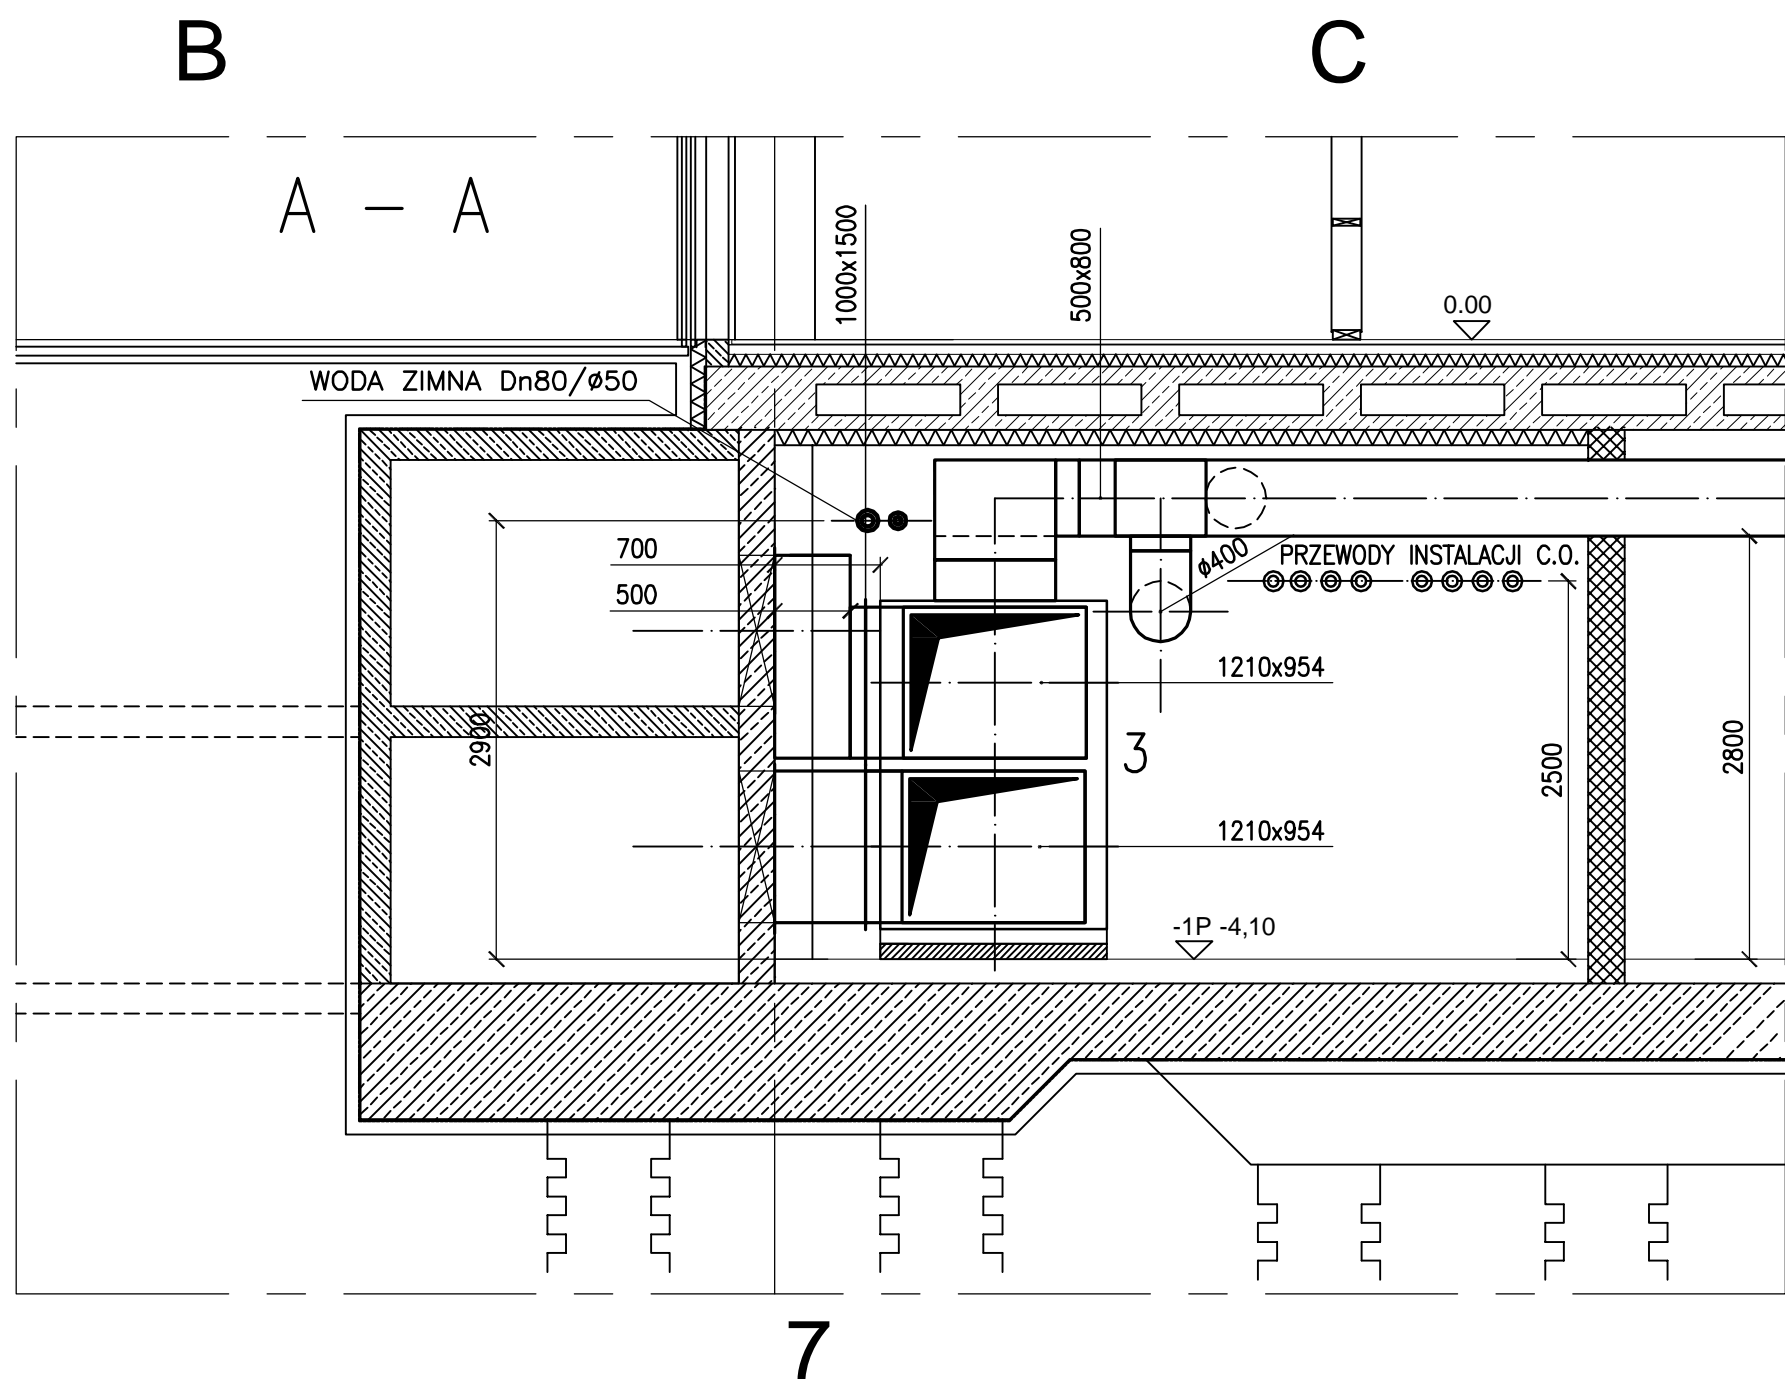 B
C
A – A
1000x1500
500x800
0.00
WODA ZIMNA Dn80/ø50
700
500
ø400
PRZEWODY INSTALACJI C.O.
1210x954
2900
3
2500
2800
1210x954
-1P -4,10
7